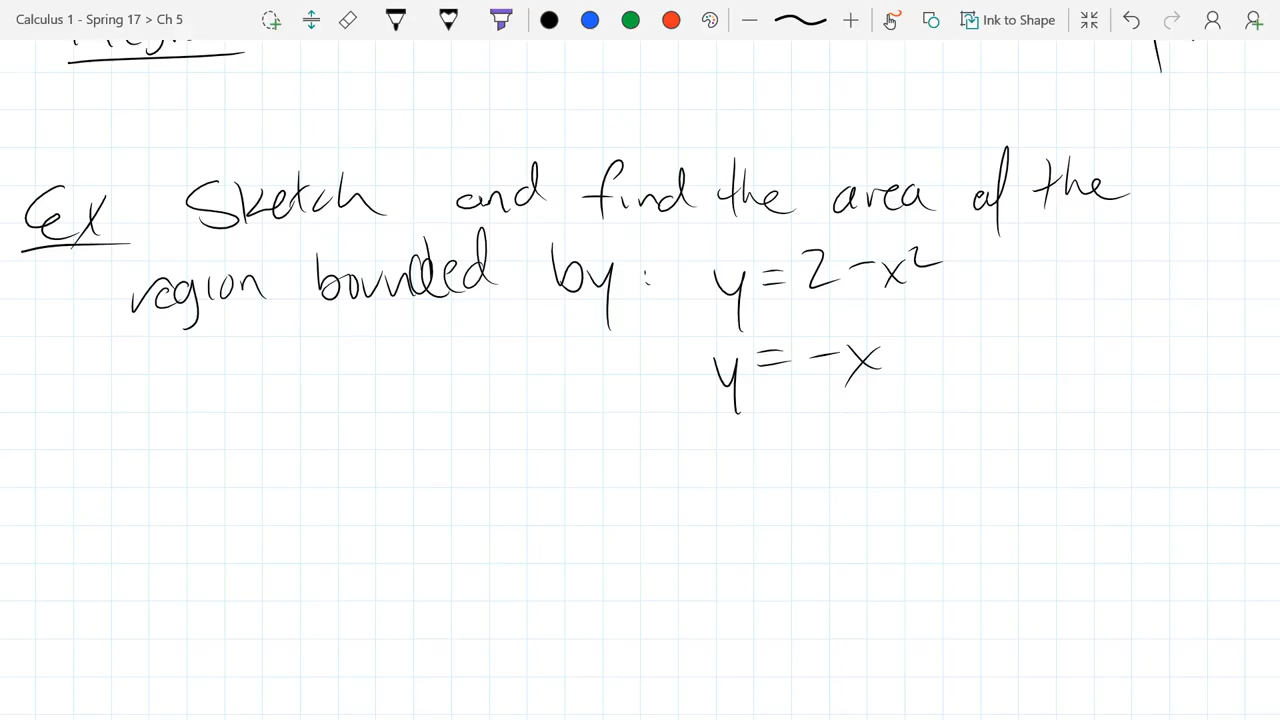 Calculus 1 - Spring 17 > Ch 5
Ink to Shape
Ex Sketch and find the area of the
region bounded by: y = 2 - x²
y = -x